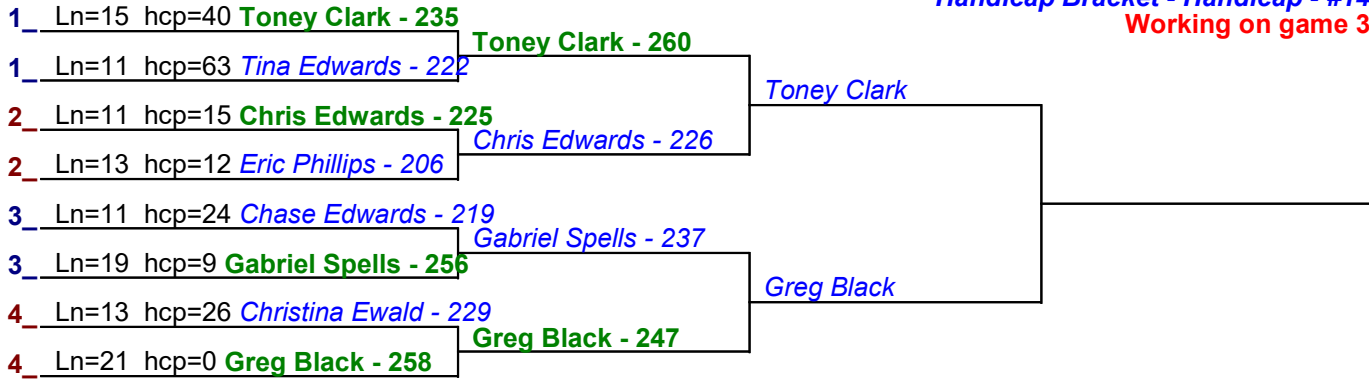 Handicap Bracket - Handicap - #14
Working on game 3
1_ Ln=15 hcp=40 Toney Clark - 235
Toney Clark - 260
1_ Ln=11 hcp=63 Tina Edwards - 222
Toney Clark
2_ Ln=11 hcp=15 Chris Edwards - 225
Chris Edwards - 226
2_ Ln=13 hcp=12 Eric Phillips - 206
3_ Ln=11 hcp=24 Chase Edwards - 219
Gabriel Spells - 237
3_ Ln=19 hcp=9 Gabriel Spells - 256
Greg Black
4_ Ln=13 hcp=26 Christina Ewald - 229
Greg Black - 247
4_ Ln=21 hcp=0 Greg Black - 258